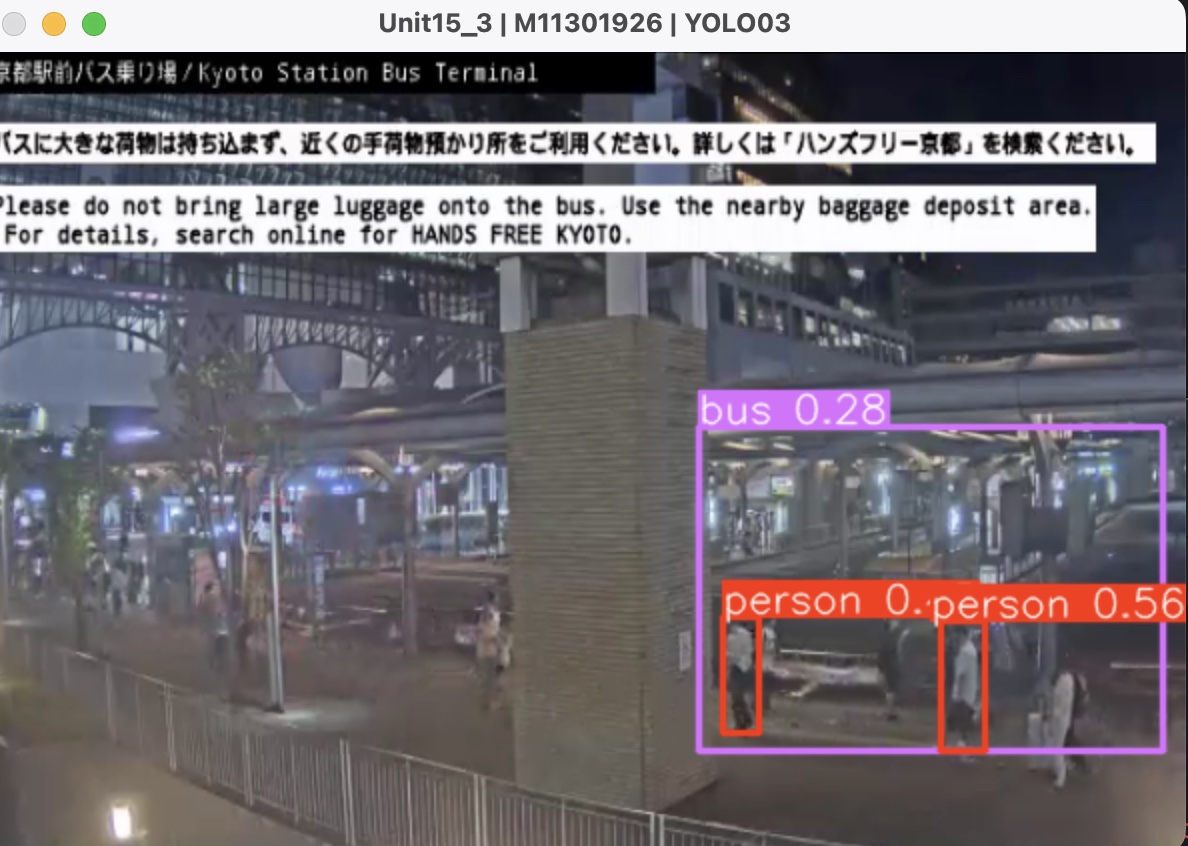 Unit15_3 | M11301926 | YOLO03
京都駅前バス乗り場/Kyoto Station Bus Terminal
バスに大きな荷物は持ち込まず、近くの手荷物預かり所をご利用ください。詳しくは「ハンズフリー京都」を検索ください。
Please do not bring large luggage onto the bus. Use the nearby baggage deposit area.
For details, search online for HANDS FREE KYOTO.
bus 0.28
person 0.
person 0.56